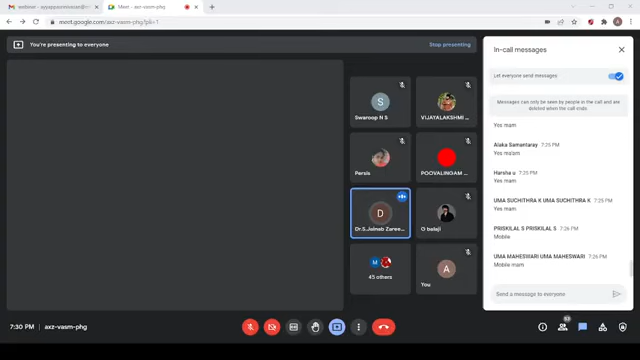 webinar - ayyappasrinivasan@r
Meet - axz-vasm-phg
meet.google.com/axz-vasm-phg?pli=1
You're presenting to everyone
Stop presenting
S
Swaroop N S
VIJAYALAKSHMI ...
Persis
POOVALINGAM ...
D
Dr.S.Jaineb Zaree...
O balaji
M
45 others
A
You
In-call messages
Let everyone send messages
Messages can only be seen by people in the call and are
deleted when the call ends.
Yes mam
Alaka Samantaray 7:25 PM
Yes ma'am
Harsha u 7:25 PM
Yes mam
UMA SUCHITHRA K UMA SUCHITHRA K 7:25 PM
Yes mam
PRISKILAL S PRISKILAL S 7:26 PM
Mobile
UMA MAHESWARI UMA MAHESWARI 7:26 PM
Mobile mam
Send a message to everyone
7:30 PM | axz-vasm-phg
53